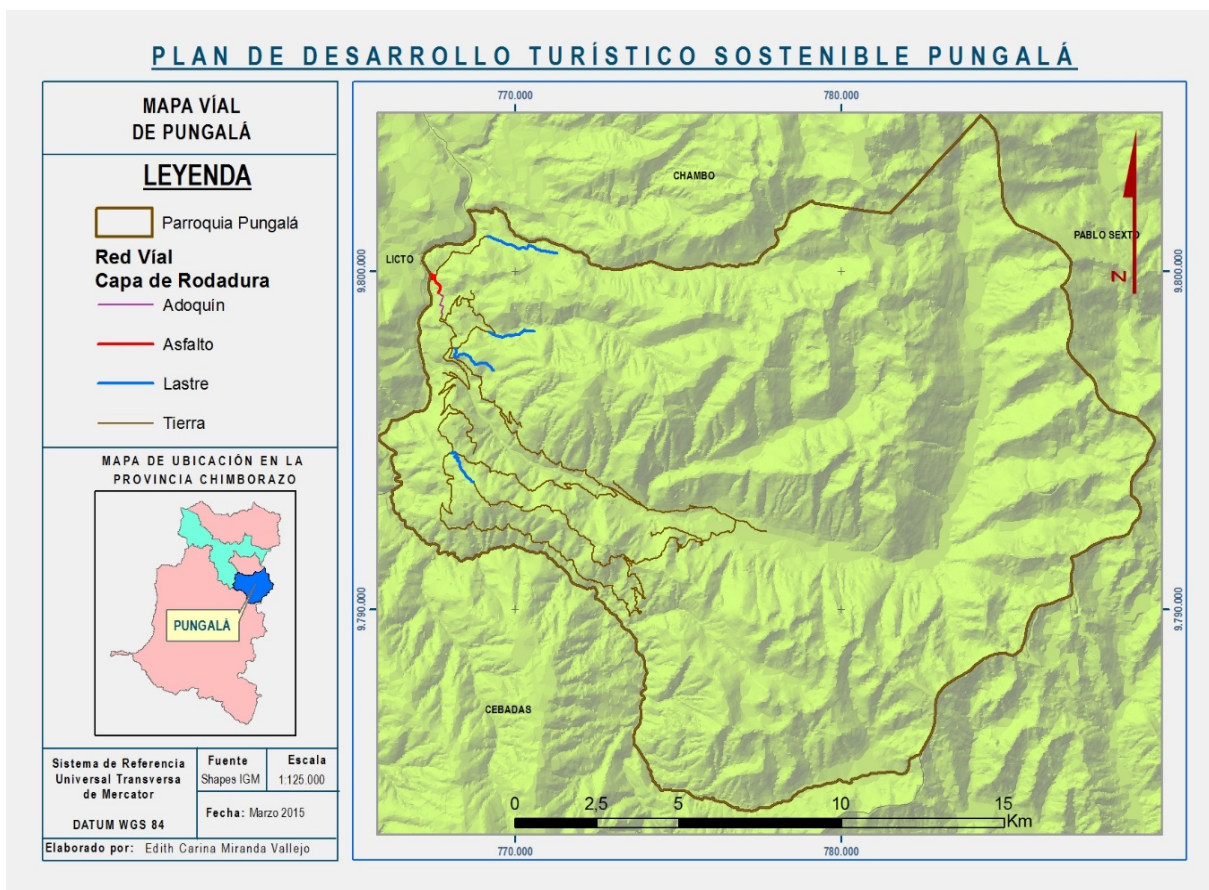 PLAN DE DESARROLLO TURÍSTICO SOSTENIBLE PUNGALÁ
MAPA VÍAL
DE PUNGALÁ
LEYENDA
Parroquia Pungalá
Red Víal
Capa de Rodadura
Adoquín
Asfalto
Lastre
Tierra
MAPA DE UBICACIÓN EN LA
PROVINCIA CHIMBORAZO
PUNGALÁ
Sistema de Referencia
Universal Transversa
de Mercator
DATUM WGS 84
Fuente
Shapes IGM
Escala
1:125.000
Fecha: Marzo 2015
Elaborado por: Edith Carina Miranda Vallejo
770.000
780.000
9.800.000
9.800.000
CHAMBO
PABLO SEXTO
LICTO
N
9.790.000
9.790.000
CEBADAS
0
2,5
5
10
15
Km
770.000
780.000